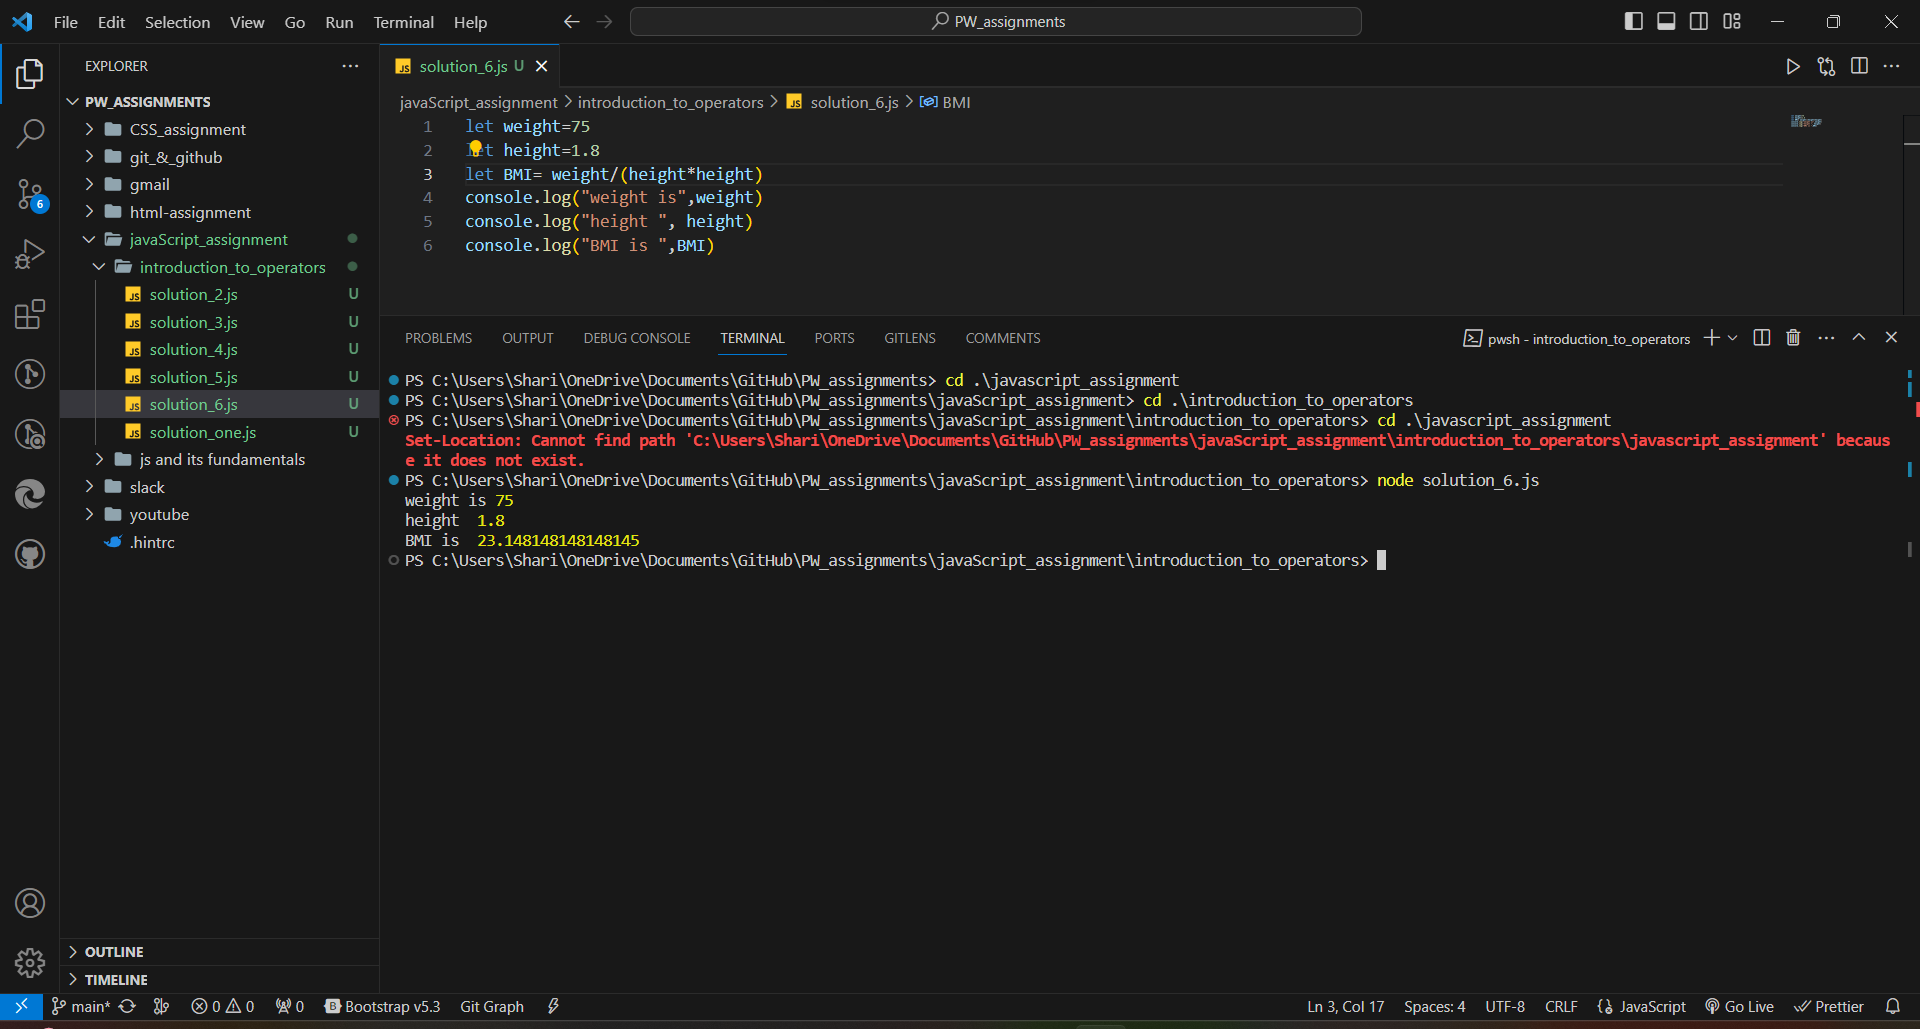 File Edit Selection View Go Run Terminal Help
PW_assignments
EXPLORER
PW_ASSIGNMENTS
CSS_assignment
git_&_github
gmail
html-assignment
javaScript_assignment
introduction_to_operators
solution_2.js U
solution_3.js U
solution_4.js U
solution_5.js U
solution_6.js U
solution_one.js U
js and its fundamentals
slack
youtube
.hintrc
OUTLINE
TIMELINE
6
solution_6.js U
javaScript_assignment > introduction_to_operators > JS solution_6.js > BMI
1 let weight=75
2 let height=1.8
3 let BMI= weight/(height*height)
4 console.log("weight is",weight)
5 console.log("height ", height)
6 console.log("BMI is ",BMI)
PROBLEMS OUTPUT DEBUG CONSOLE TERMINAL PORTS GITLENS COMMENTS
pwsh - introduction_to_operators
PS C:\Users\Shari\OneDrive\Documents\GitHub\PW_assignments> cd .\javascript_assignment
PS C:\Users\Shari\OneDrive\Documents\GitHub\PW_assignments\javaScript_assignment> cd .\introduction_to_operators
PS C:\Users\Shari\OneDrive\Documents\GitHub\PW_assignments\javaScript_assignment\introduction_to_operators> cd .\javascript_assignment
Set-Location: Cannot find path 'C:\Users\Shari\OneDrive\Documents\GitHub\PW_assignments\javaScript_assignment\introduction_to_operators\javascript_assignment' becaus
e it does not exist.
PS C:\Users\Shari\OneDrive\Documents\GitHub\PW_assignments\javaScript_assignment\introduction_to_operators> node solution_6.js
weight is 75
height  1.8
BMI is  23.148148148148145
PS C:\Users\Shari\OneDrive\Documents\GitHub\PW_assignments\javaScript_assignment\introduction_to_operators>
main* 0 0 0 B Bootstrap v5.3 Git Graph Ln 3, Col 17 Spaces: 4 UTF-8 CRLF {} JavaScript Go Live Prettier